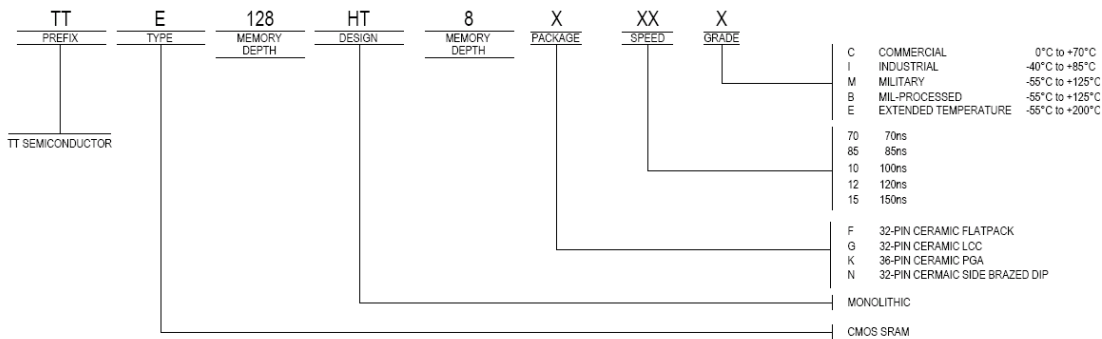 TT E 128 HT 8 X XX X
PREFIX TYPE MEMORY DEPTH DESIGN MEMORY DEPTH PACKAGE SPEED GRADE
C COMMERCIAL 0°C to +70°C
I INDUSTRIAL -40°C to +85°C
M MILITARY -55°C to +125°C
B MIL-PROCESSED -55°C to +125°C
E EXTENDED TEMPERATURE -55°C to +200°C
TT SEMICONDUCTOR
70 70ns
85 85ns
10 100ns
12 120ns
15 150ns
F 32-PIN CERAMIC FLATPACK
G 32-PIN CERAMIC LCC
K 36-PIN CERAMIC PGA
N 32-PIN CERMAIC SIDE BRAZED DIP
MONOLITHIC
CMOS SRAM